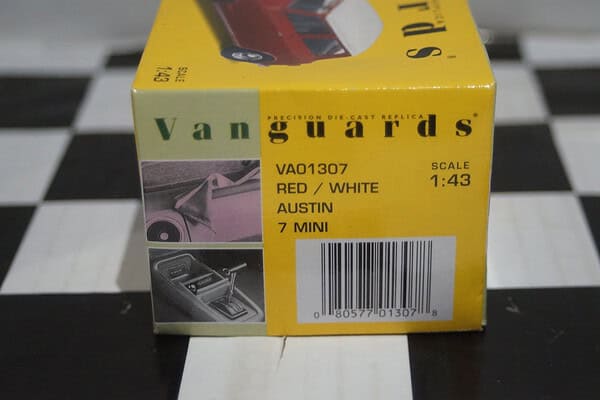 rds
SCALE
1:43
PRECISION DIE-CAST REPLICA
Vanguards
VA01307
RED / WHITE
AUSTIN
7 MINI
SCALE
1:43
0 80577 01307 8